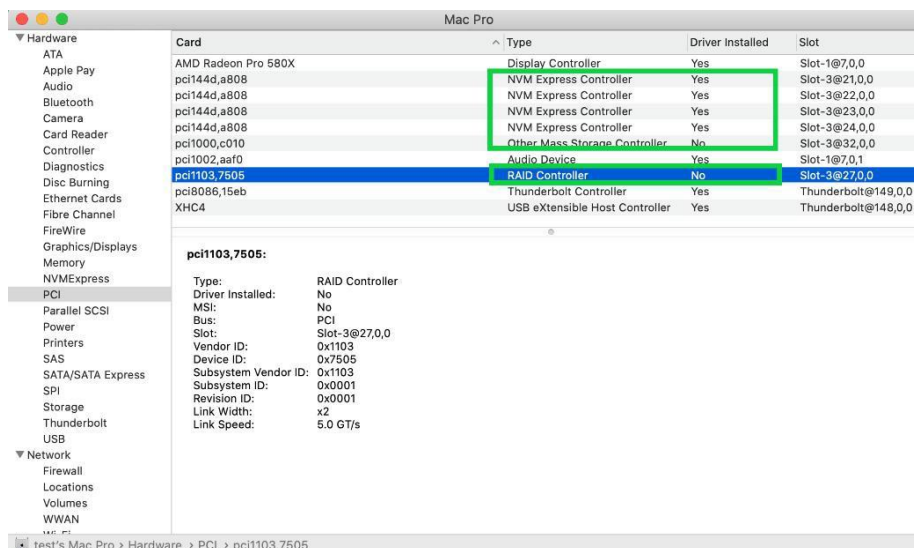 Mac Pro
Hardware
ATA
Apple Pay
Audio
Bluetooth
Camera
Card Reader
Controller
Diagnostics
Disc Burning
Ethernet Cards
Fibre Channel
FireWire
Graphics/Displays
Memory
NVMExpress
PCI
Parallel SCSI
Power
Printers
SAS
SATA/SATA Express
SPI
Storage
Thunderbolt
USB
Network
Firewall
Locations
Volumes
WWAN
Wi-Fi
Card Type Driver Installed Slot
AMD Radeon Pro 580X Display Controller Yes Slot-1@7,0,0
pci144d,a808 NVM Express Controller Yes Slot-3@21,0,0
pci144d,a808 NVM Express Controller Yes Slot-3@22,0,0
pci144d,a808 NVM Express Controller Yes Slot-3@23,0,0
pci144d,a808 NVM Express Controller Yes Slot-3@24,0,0
pci1000,c010 Other Mass Storage Controller No Slot-3@32,0,0
pci1002,aaf0 Audio Device Yes Slot-1@7,0,1
pci1103,7505 RAID Controller No Slot-3@27,0,0
pci8086,15eb Thunderbolt Controller Yes Thunderbolt@149,0,0
XHC4 USB eXtensible Host Controller Yes Thunderbolt@148,0,0
pci1103,7505:
Type: RAID Controller
Driver Installed: No
MSI: No
Bus: PCI
Slot: Slot-3@27,0,0
Vendor ID: 0x1103
Device ID: 0x7505
Subsystem Vendor ID: 0x1103
Subsystem ID: 0x0001
Revision ID: 0x0001
Link Width: x2
Link Speed: 5.0 GT/s
test's Mac Pro › Hardware › PCI › pci1103,7505